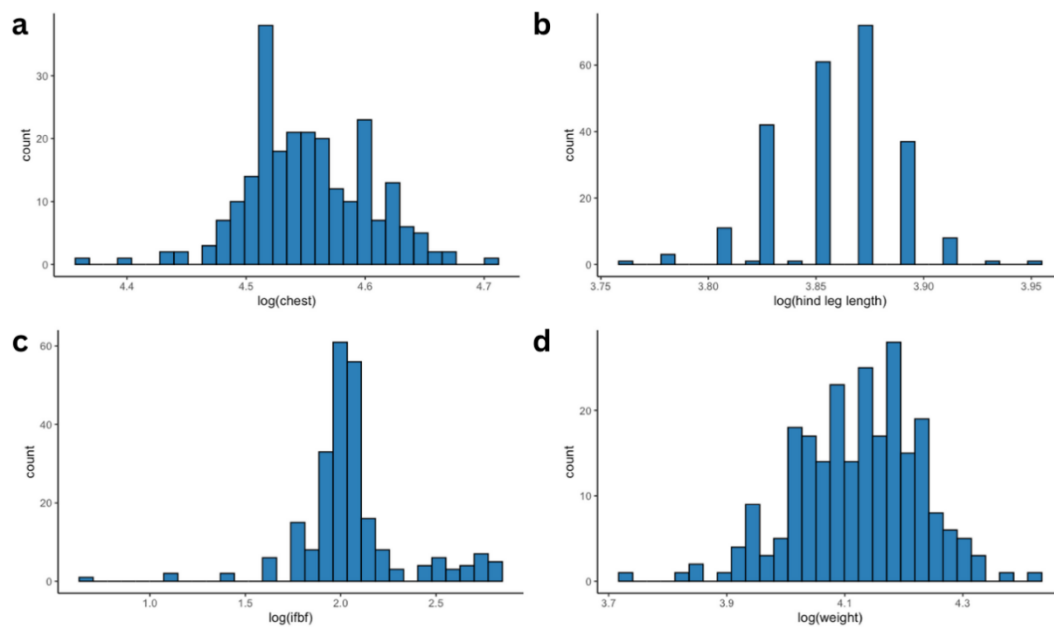 a
count
30
20
10
0
4.4
4.5
4.6
4.7
log(chest)
b
count
60
40
20
0
3.75
3.80
3.85
3.90
3.95
log(hind leg length)
c
count
60
40
20
0
1.0
1.5
2.0
2.5
log(ifbf)
d
count
20
10
0
3.7
3.9
4.1
4.3
log(weight)